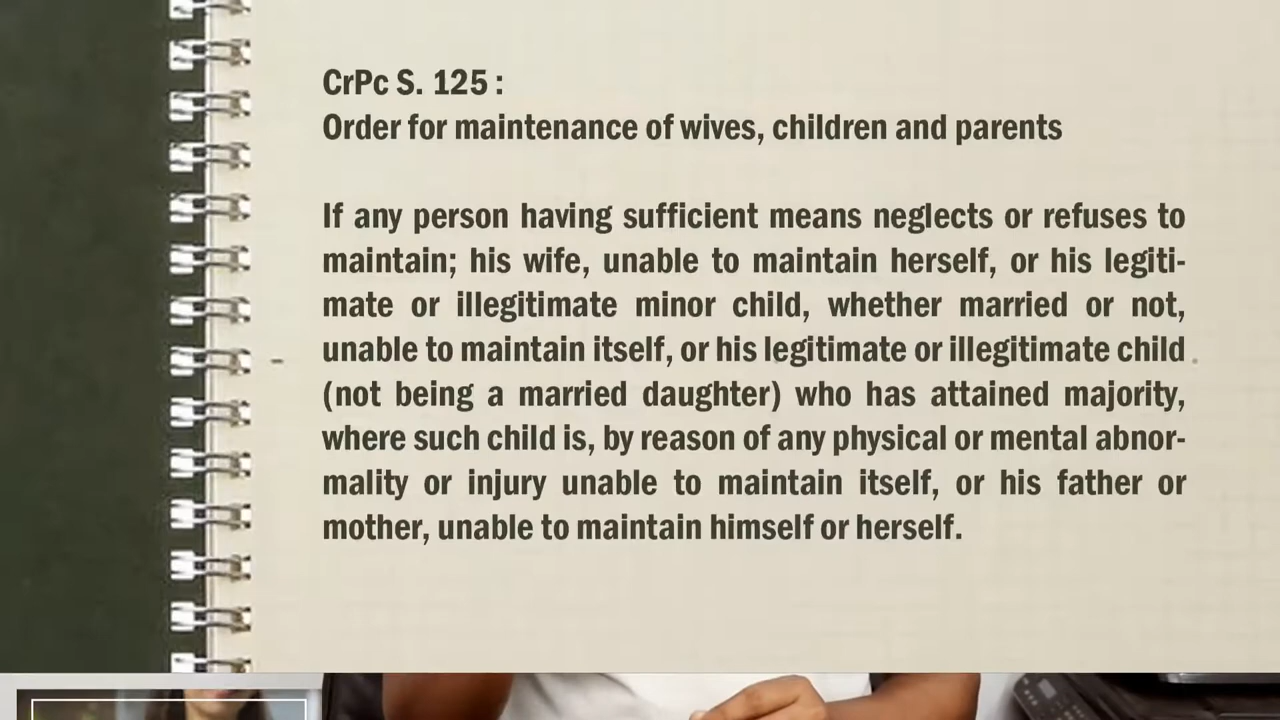 CrPc S. 125 :
Order for maintenance of wives, children and parents
If any person having sufficient means neglects or refuses to
maintain; his wife, unable to maintain herself, or his legiti-
mate or illegitimate minor child, whether married or not,
unable to maintain itself, or his legitimate or illegitimate child
(not being a married daughter) who has attained majority,
where such child is, by reason of any physical or mental abnor-
mality or injury unable to maintain itself, or his father or
mother, unable to maintain himself or herself.